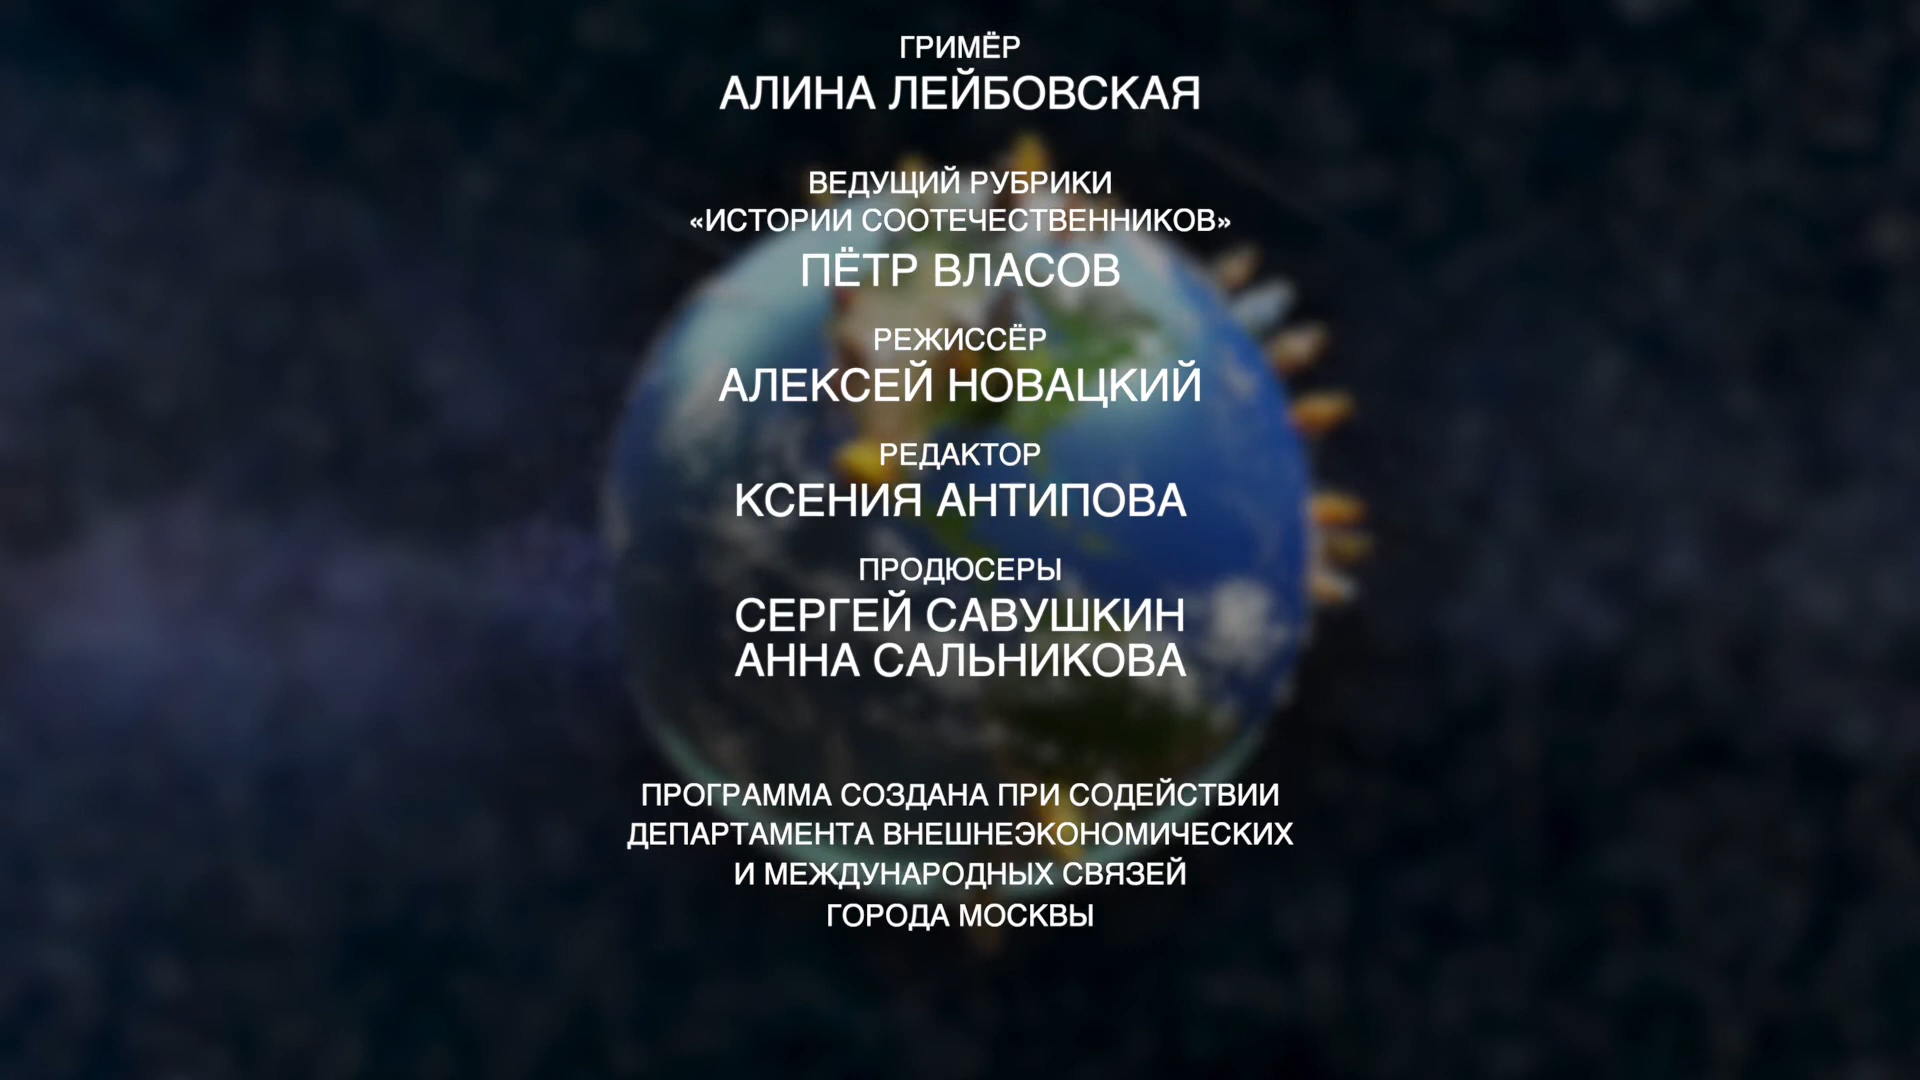 ГРИМЁР
АЛИНА ЛЕЙБОВСКАЯ
ВЕДУЩИЙ РУБРИКИ
«ИСТОРИИ СООТЕЧЕСТВЕННИКОВ»
ПЁТР ВЛАСОВ
РЕЖИССЁР
АЛЕКСЕЙ НОВАЦКИЙ
РЕДАКТОР
КСЕНИЯ АНТИПОВА
ПРОДЮСЕРЫ
СЕРГЕЙ САВУШКИН
АННА САЛЬНИКОВА
ПРОГРАММА СОЗДАНА ПРИ СОДЕЙСТВИИ
ДЕПАРТАМЕНТА ВНЕШНЕЭКОНОМИЧЕСКИХ
И МЕЖДУНАРОДНЫХ СВЯЗЕЙ
ГОРОДА МОСКВЫ